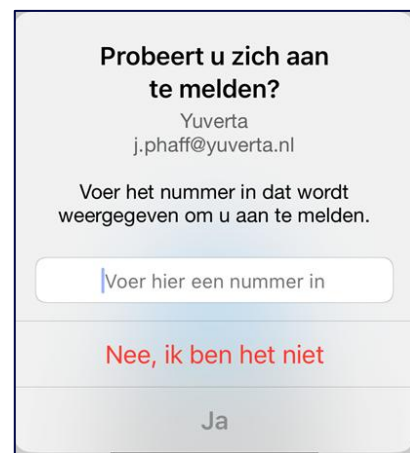 Probeert u zich aan
te melden?
Yuverta
j.phaff@yuverta.nl
Voer het nummer in dat wordt
weergegeven om u aan te melden.
Voer hier een nummer in
Nee, ik ben het niet
Ja